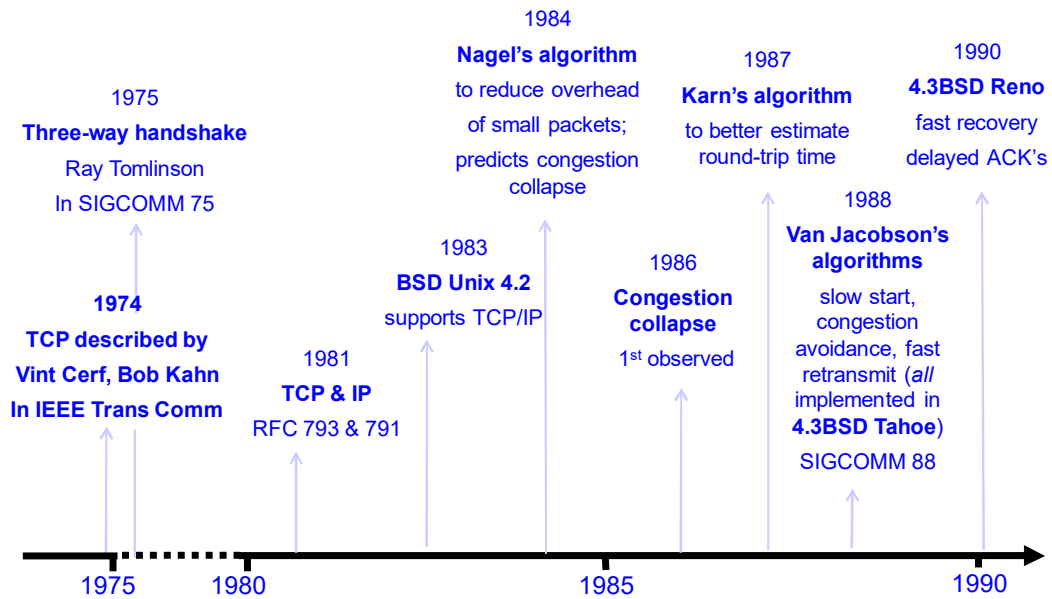 1974
TCP described by
Vint Cerf, Bob Kahn
In IEEE Trans Comm
1975
Three-way handshake
Ray Tomlinson
In SIGCOMM 75
1981
TCP & IP
RFC 793 & 791
1983
BSD Unix 4.2
supports TCP/IP
1984
Nagel's algorithm
to reduce overhead
of small packets;
predicts congestion
collapse
1986
Congestion
collapse
1st observed
1987
Karn's algorithm
to better estimate
round-trip time
1988
Van Jacobson's
algorithms
slow start,
congestion
avoidance, fast
retransmit (all
implemented in
4.3BSD Tahoe)
SIGCOMM 88
1990
4.3BSD Reno
fast recovery
delayed ACK's
1975
1980
1985
1990